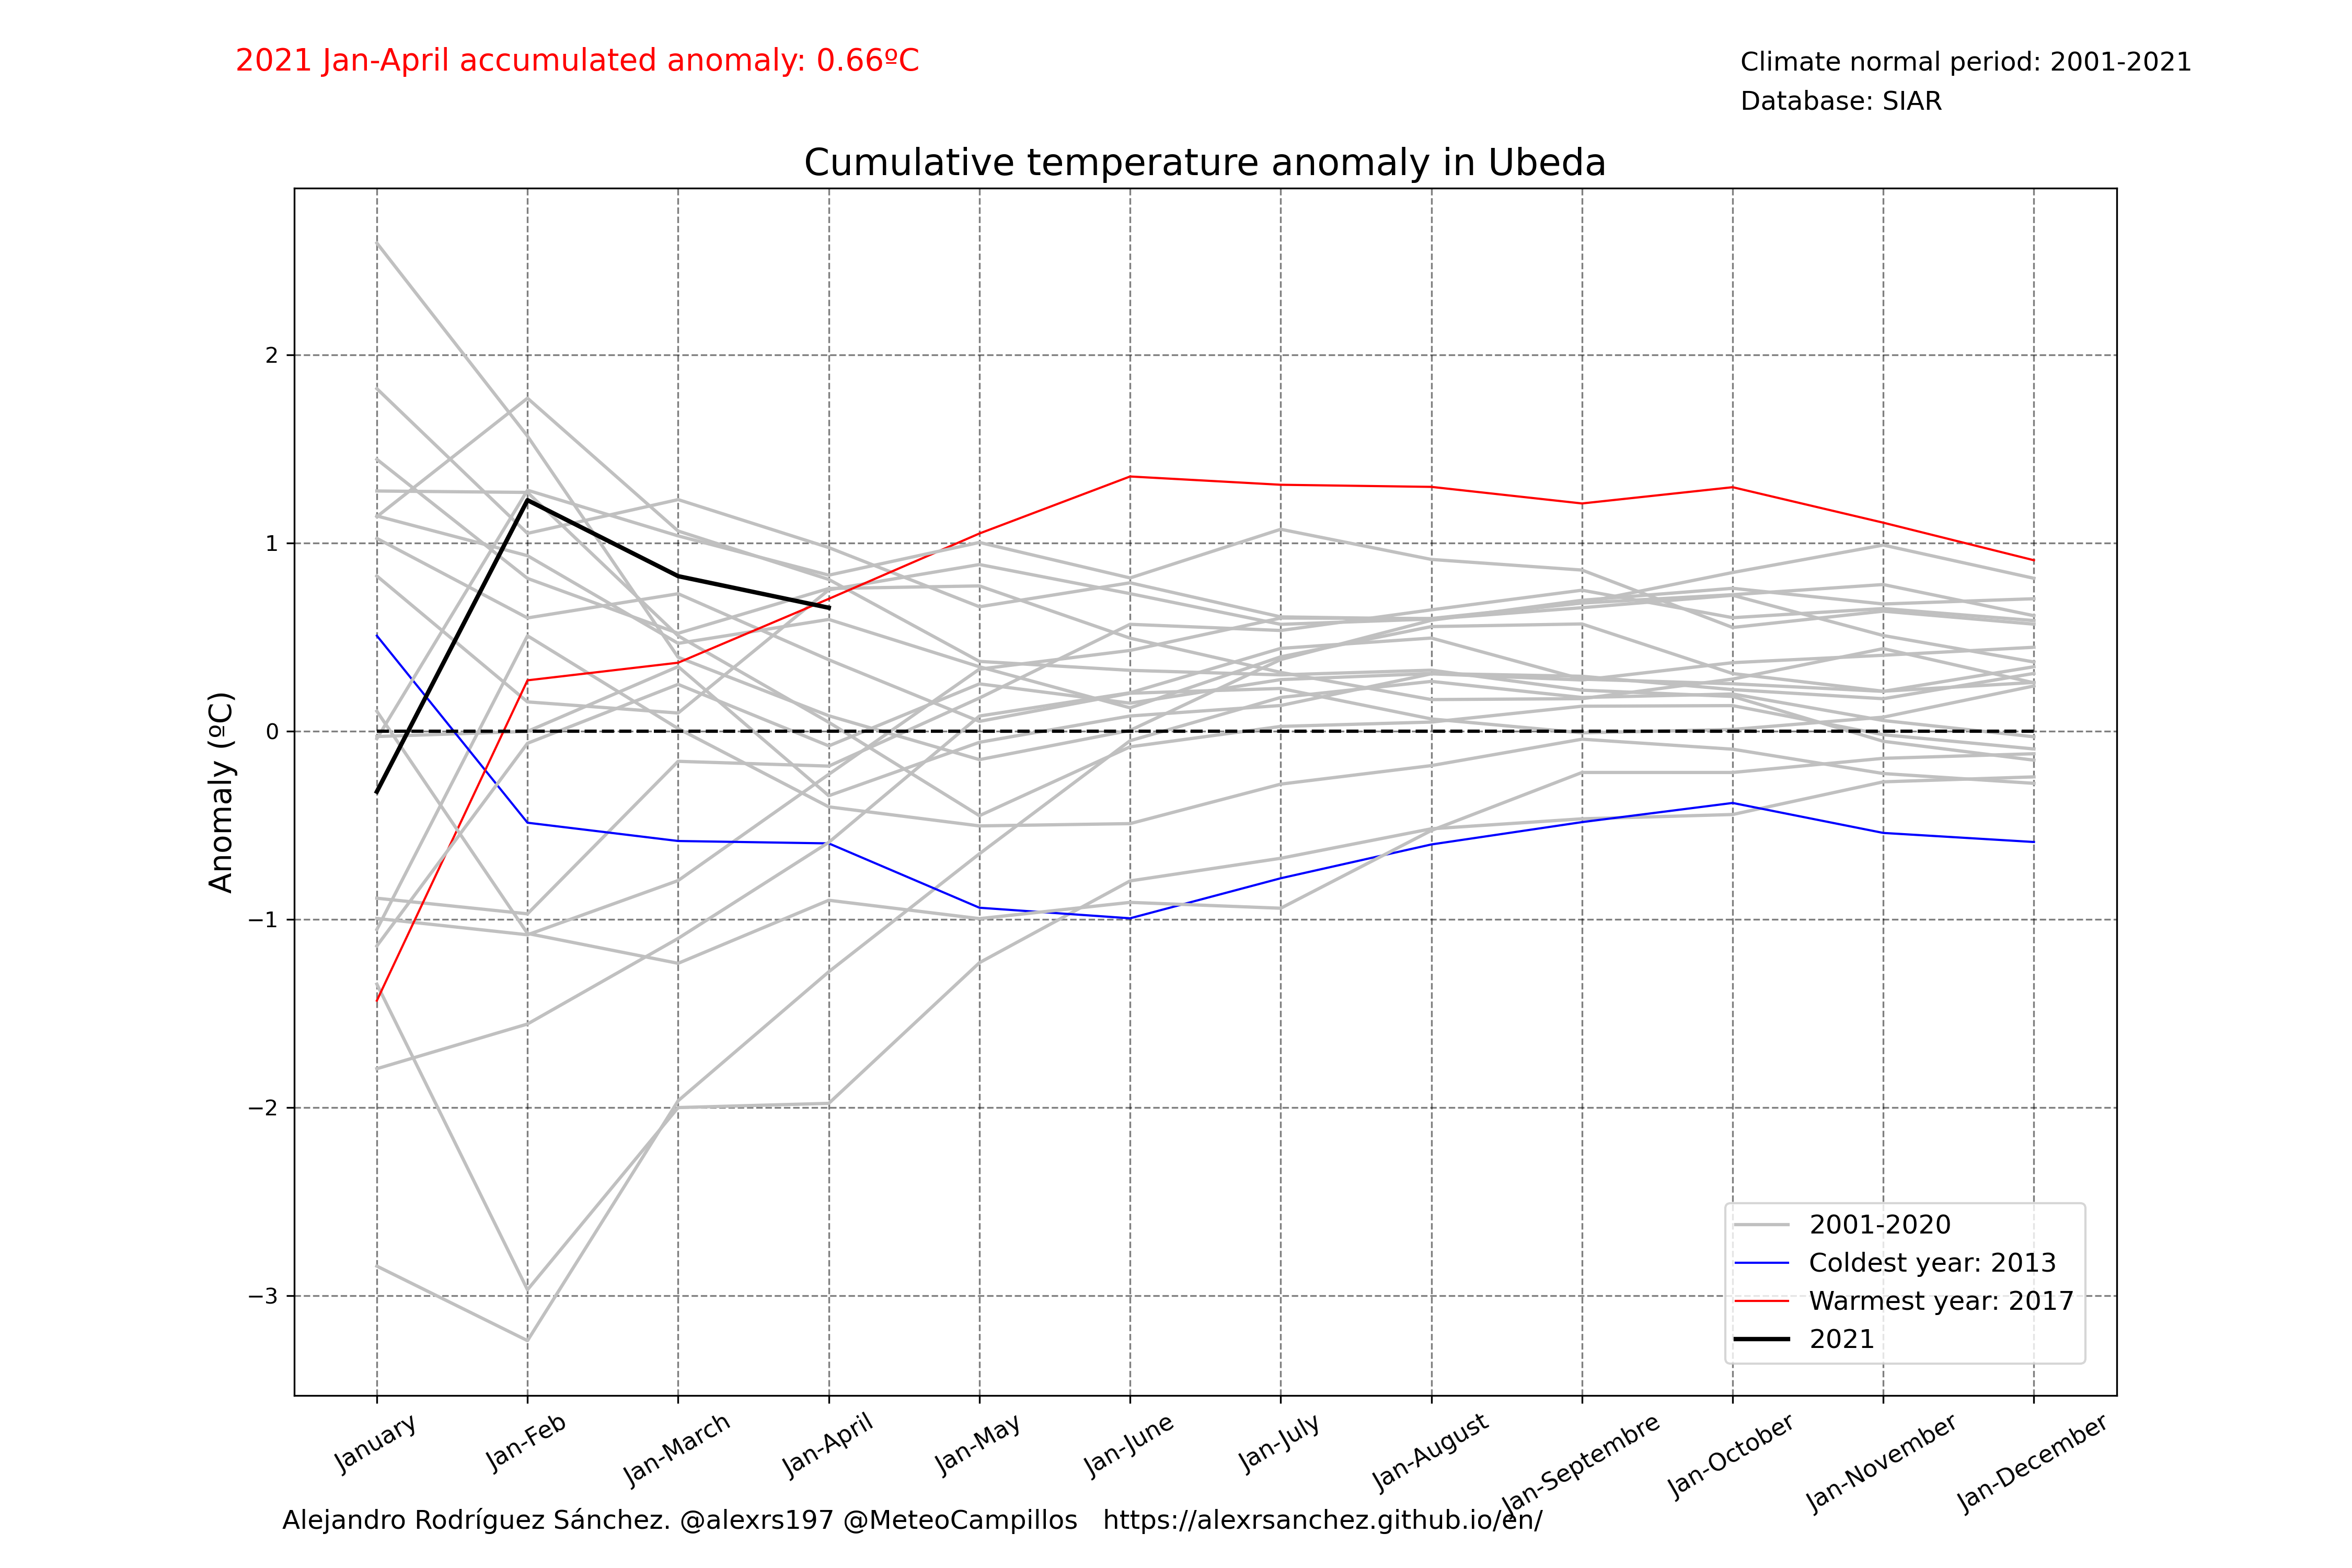 2021 Jan-April accumulated anomaly: 0.66ºC
Climate normal period: 2001-2021
Database: SIAR
Cumulative temperature anomaly in Ubeda
Anomaly (ºC)
2
1
0
−1
−2
−3
2001-2020
Coldest year: 2013
Warmest year: 2017
2021
January
Jan-Feb
Jan-March
Jan-April
Jan-May
Jan-June
Jan-July
Jan-August
Jan-Septembre
Jan-October
Jan-November
Jan-December
Alejandro Rodríguez Sánchez. @alexrs197 @MeteoCampillos https://alexrsanchez.github.io/en/